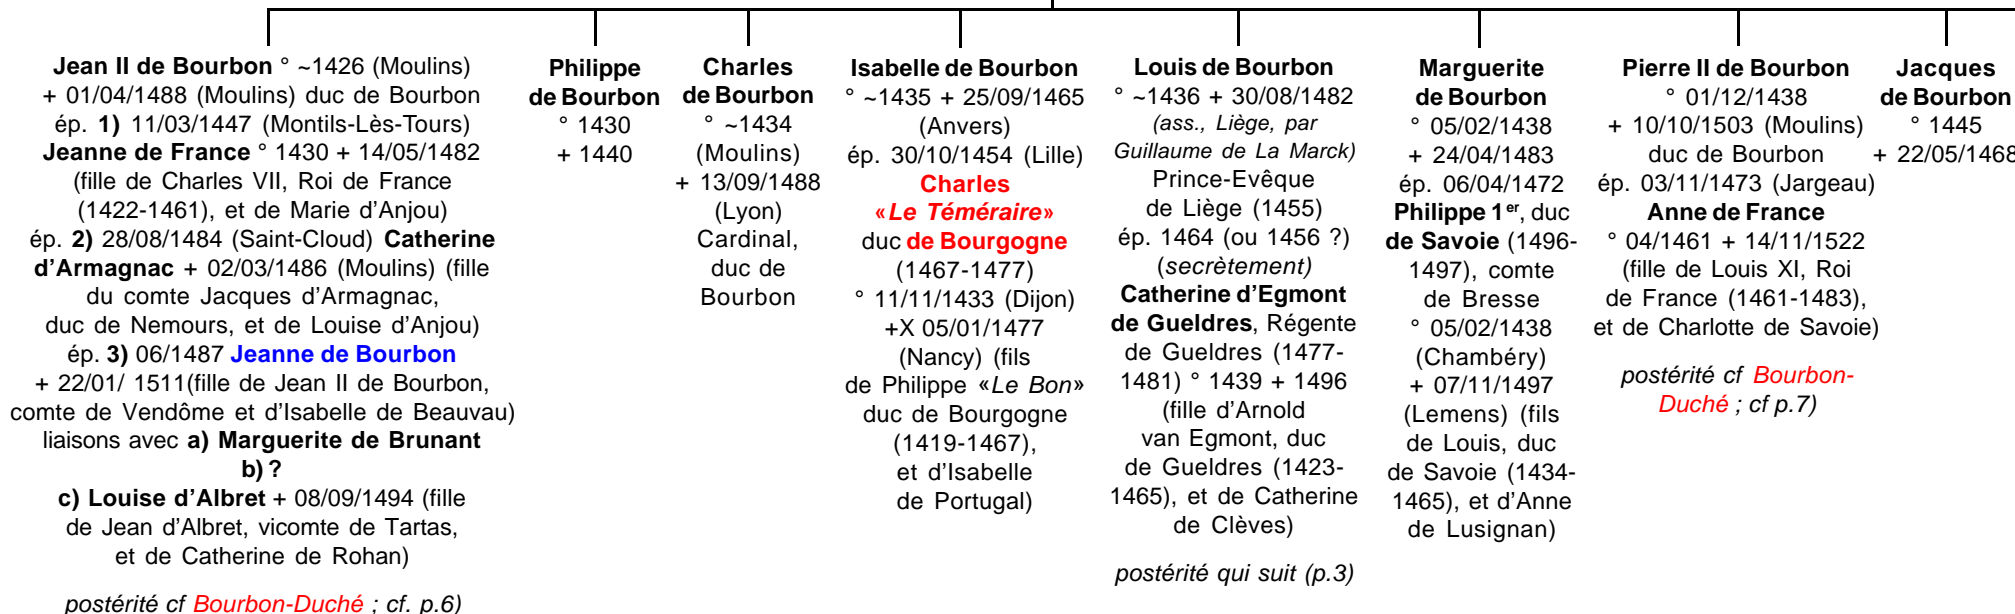 Jean II de Bourbon ° ~1426 (Moulins)
+ 01/04/1488 (Moulins) duc de Bourbon
ép. 1) 11/03/1447 (Montils-Lès-Tours)
Jeanne de France ° 1430 + 14/05/1482
(fille de Charles VII, Roi de France
(1422-1461), et de Marie d'Anjou)
ép. 2) 28/08/1484 (Saint-Cloud) Catherine
d'Armagnac + 02/03/1486 (Moulins) (fille
du comte Jacques d'Armagnac,
duc de Nemours, et de Louise d'Anjou)
ép. 3) 06/1487 Jeanne de Bourbon
+ 22/01/ 1511(fille de Jean II de Bourbon,
comte de Vendôme et d'Isabelle de Beauvau)
liaisons avec a) Marguerite de Brunant
b) ?
c) Louise d'Albret + 08/09/1494 (fille
de Jean d'Albret, vicomte de Tartas,
et de Catherine de Rohan)
postérité cf Bourbon-Duché ; cf. p.6)
Philippe
de Bourbon
° 1430
+ 1440
Charles
de Bourbon
° ~1434
(Moulins)
+ 13/09/1488
(Lyon)
Cardinal,
duc de
Bourbon
Isabelle de Bourbon
° ~1435 + 25/09/1465
(Anvers)
ép. 30/10/1454 (Lille)
Charles
«Le Téméraire»
duc de Bourgogne
(1467-1477)
° 11/11/1433 (Dijon)
+X 05/01/1477
(Nancy) (fils
de Philippe «Le Bon»
duc de Bourgogne
(1419-1467),
et d'Isabelle
de Portugal)
Louis de Bourbon
° ~1436 + 30/08/1482
(ass., Liège, par
Guillaume de La Marck)
Prince-Evêque
de Liège (1455)
ép. 1464 (ou 1456 ?)
(secrètement)
Catherine d'Egmont
de Gueldres, Régente
de Gueldres (1477-
1481) ° 1439 + 1496
(fille d'Arnold
van Egmont, duc
de Gueldres (1423-
1465), et de Catherine
de Clèves)
postérité qui suit (p.3)
Marguerite
de Bourbon
° 05/02/1438
+ 24/04/1483
ép. 06/04/1472
Philippe 1er, duc
de Savoie (1496-
1497), comte
de Bresse
° 05/02/1438
(Chambéry)
+ 07/11/1497
(Lemens) (fils
de Louis, duc
de Savoie (1434-
1465), et d'Anne
de Lusignan)
Pierre II de Bourbon
° 01/12/1438
+ 10/10/1503 (Moulins)
duc de Bourbon
ép. 03/11/1473 (Jargeau)
Anne de France
° 04/1461 + 14/11/1522
(fille de Louis XI, Roi
de France (1461-1483),
et de Charlotte de Savoie)
postérité cf Bourbon-
Duché ; cf p.7)
Jacques
de Bourbon
° 1445
+ 22/05/1468